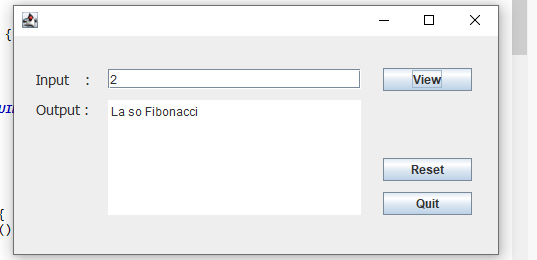 {
Input : 2 View
Output : La so Fibonacci
Reset
Quit
{
()